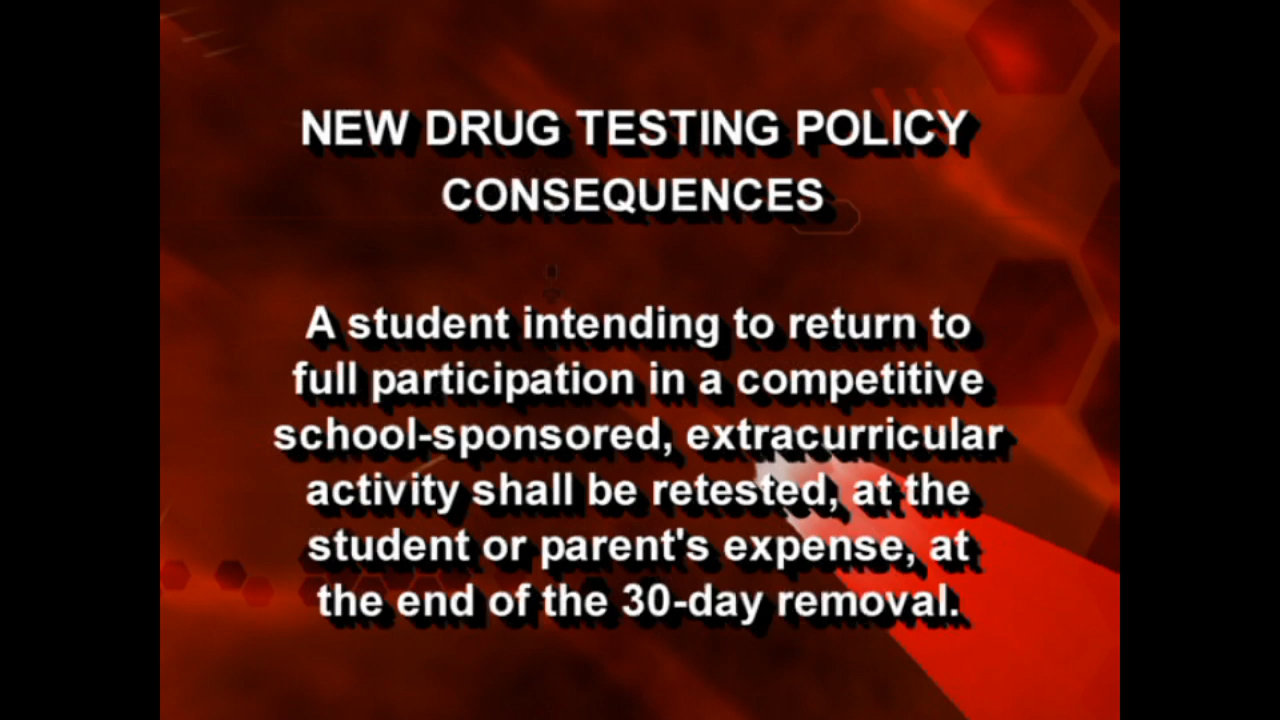 NEW DRUG TESTING POLICY
CONSEQUENCES
A student intending to return to
full participation in a competitive
school-sponsored, extracurricular
activity shall be retested, at the
student or parent's expense, at
the end of the 30-day removal.